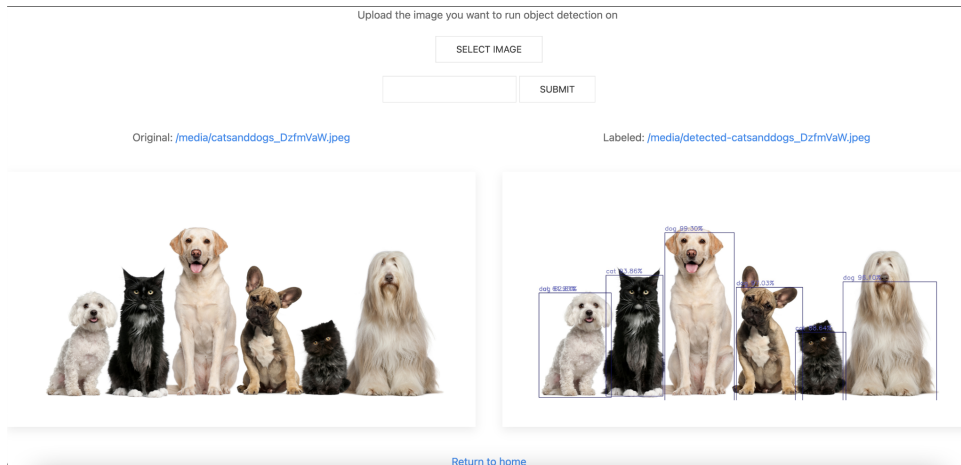 Upload the image you want to run object detection on
SELECT IMAGE
SUBMIT
Original: /media/catsanddogs_DzfmVaW.jpeg
Labeled: /media/detected-catsanddogs_DzfmVaW.jpeg
dog 99.30%
cat
dog
dog
cat
Return to home